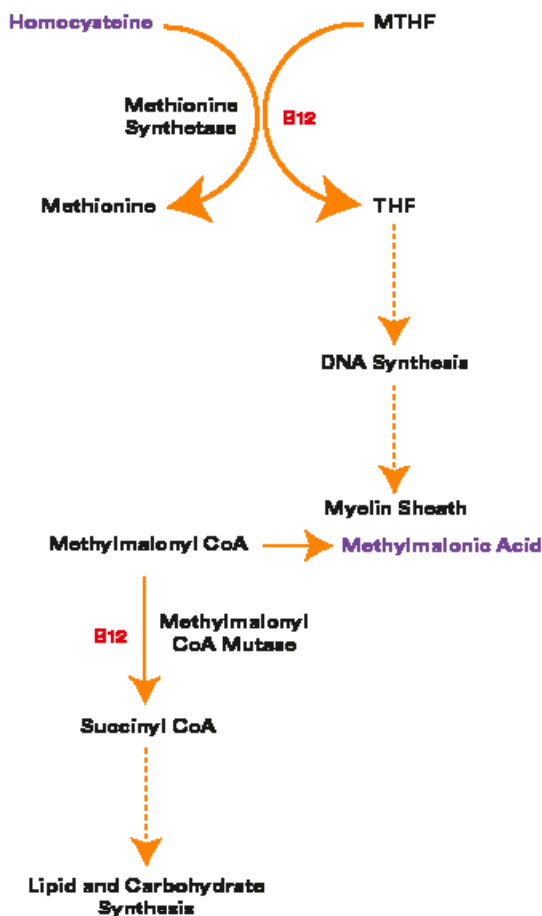 Homocysteine
MTHF
Methionine
Synthetase
B12
Methionine
THF
DNA Synthesis
Myelin Sheath
Methylmalonyl CoA
Methylmalonic Acid
B12
Methylmalonyl
CoA Mutase
Succinyl CoA
Lipid and Carbohydrate
Synthesis